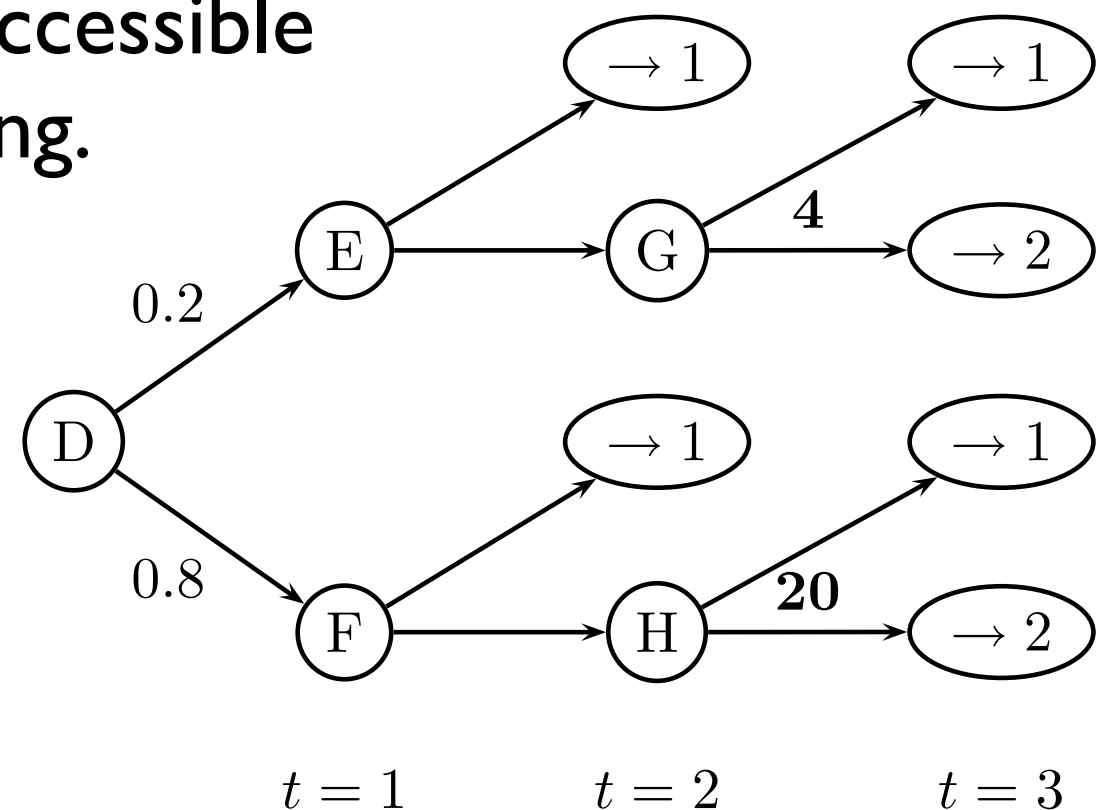 ccessible
ng.
→ 1 → 1
4
E G → 2
0.2
D → 1 → 1
0.8
20
F H → 2
t = 1 t = 2 t = 3